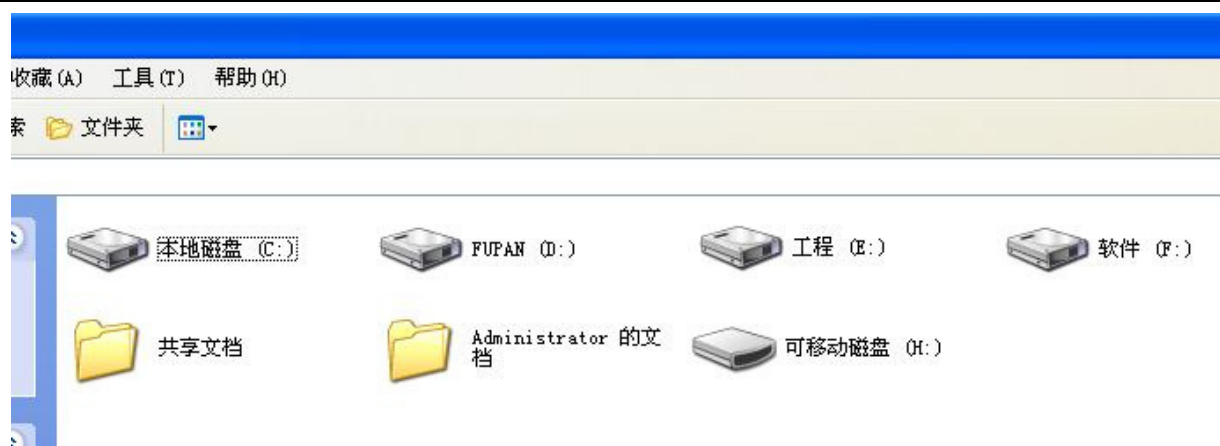 收藏(A) 工具(T) 帮助(H)
索 文件夹
本地磁盘 (C:) FUPAN (D:) 工程 (E:) 软件 (F:)
共享文档 Administrator 的文 可移动磁盘 (H:)
档